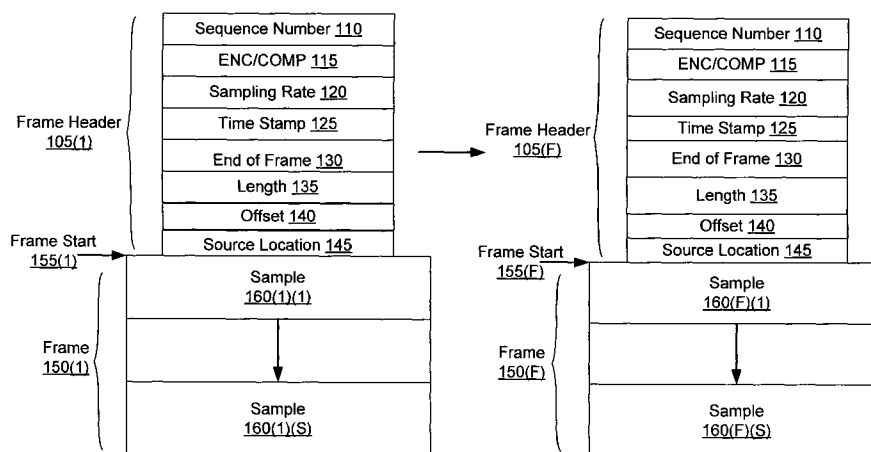 Sequence Number 110
ENC/COMP 115
Sampling Rate 120
Time Stamp 125
End of Frame 130
Length 135
Offset 140
Source Location 145
Frame Header
105(1)
Frame Start
155(1)
Sample
160(1)(1)
Frame
150(1)
Sample
160(1)(S)
Sequence Number 110
ENC/COMP 115
Sampling Rate 120
Time Stamp 125
End of Frame 130
Length 135
Offset 140
Source Location 145
Frame Header
105(F)
Frame Start
155(F)
Sample
160(F)(1)
Frame
150(F)
Sample
160(F)(S)